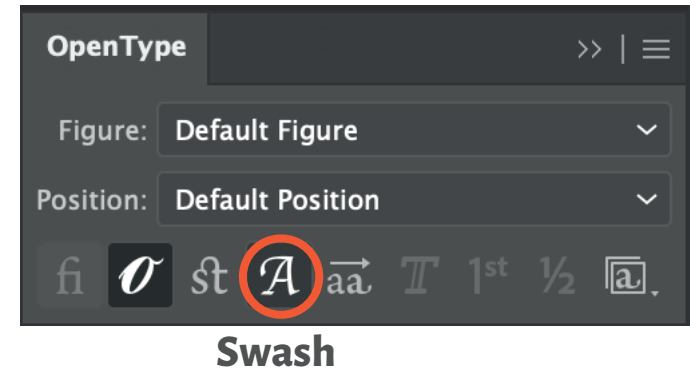 OpenType
Figure: Default Figure
Position: Default Position
fi O st A aa T 1st ½ a
Swash